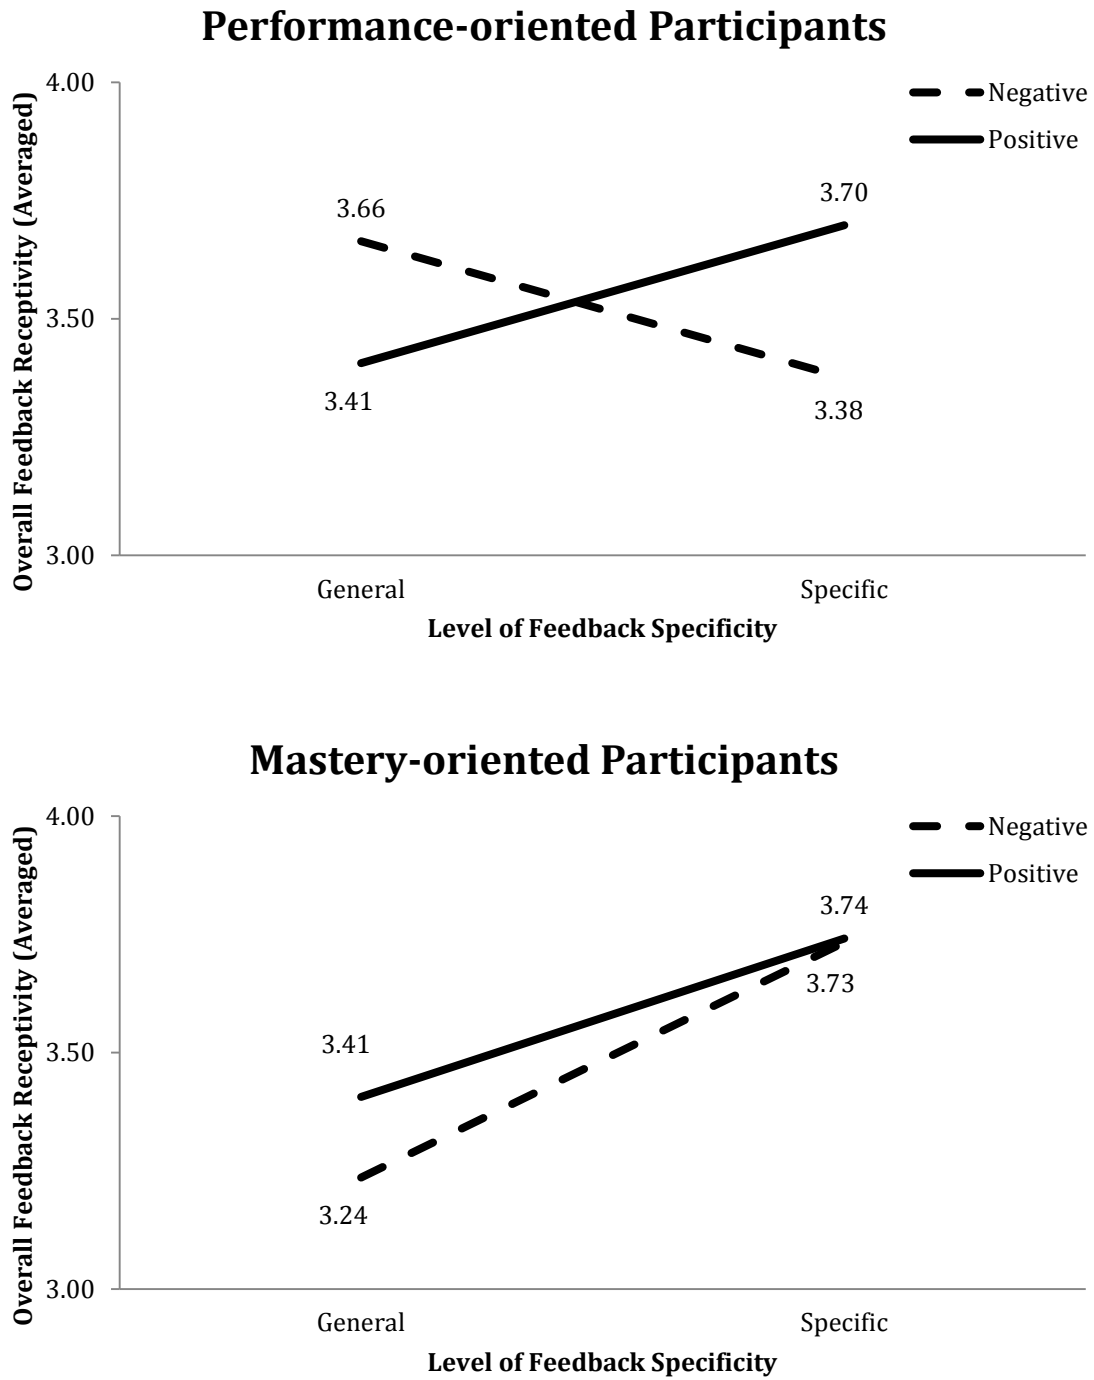 Performance-oriented Participants
Overall Feedback Receptivity (Averaged)
4.00
3.50
3.00
Negative
Positive
3.66
3.70
3.41
3.38
General
Specific
Level of Feedback Specificity
Mastery-oriented Participants
Overall Feedback Receptivity (Averaged)
4.00
3.50
3.00
Negative
Positive
3.74
3.73
3.41
3.24
General
Specific
Level of Feedback Specificity